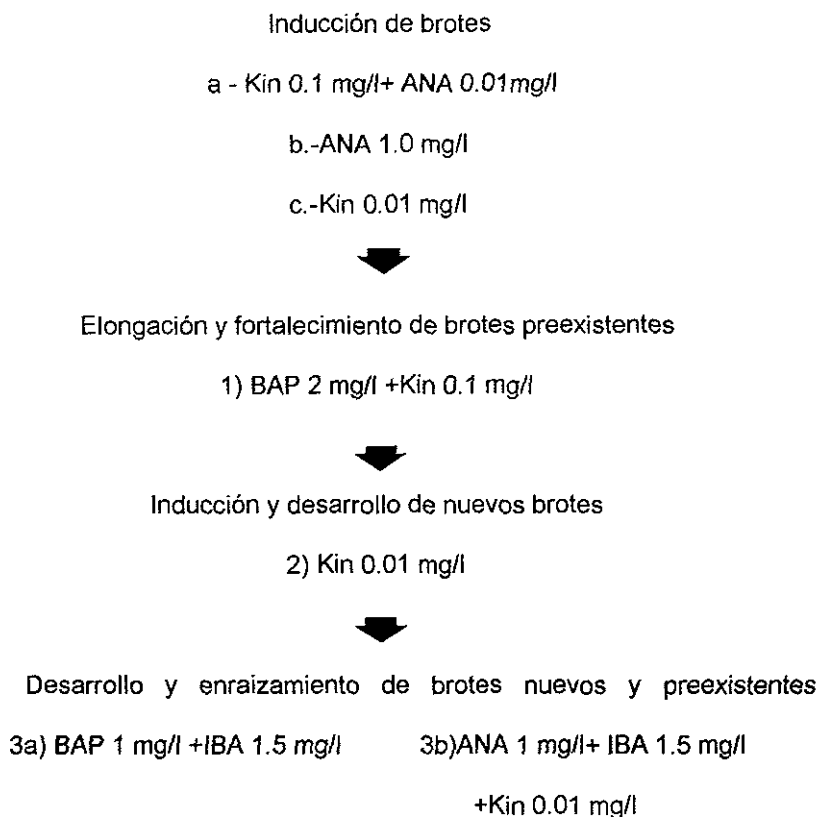 Inducción de brotes
a - Kin 0.1 mg/l+ ANA 0.01mg/l
b.-ANA 1.0 mg/l
c.-Kin 0.01 mg/l
Elongación y fortalecimiento de brotes preexistentes
1) BAP 2 mg/l +Kin 0.1 mg/l
Inducción y desarrollo de nuevos brotes
2) Kin 0.01 mg/l
Desarrollo y enraizamiento de brotes nuevos y preexistentes
3a) BAP 1 mg/l +IBA 1.5 mg/l 3b)ANA 1 mg/l+ IBA 1.5 mg/l
+Kin 0.01 mg/l